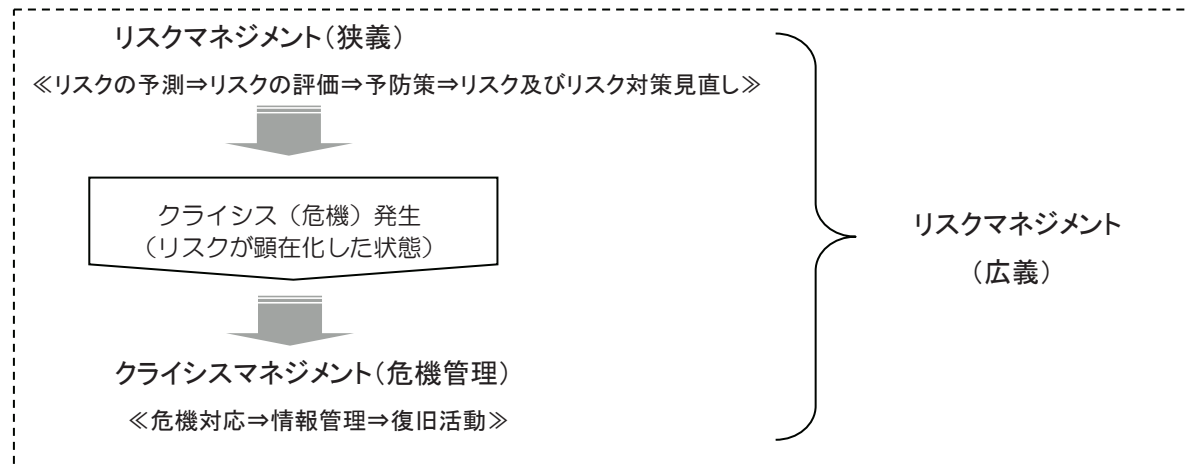 リスクマネジメント（狭義）
≪リスクの予測⇒リスクの評価⇒予防策⇒リスク及びリスク対策見直し≫
クライシス（危機）発生
（リスクが顕在化した状態）
クライシスマネジメント（危機管理）
≪危機対応⇒情報管理⇒復旧活動≫
リスクマネジメント
（広義）